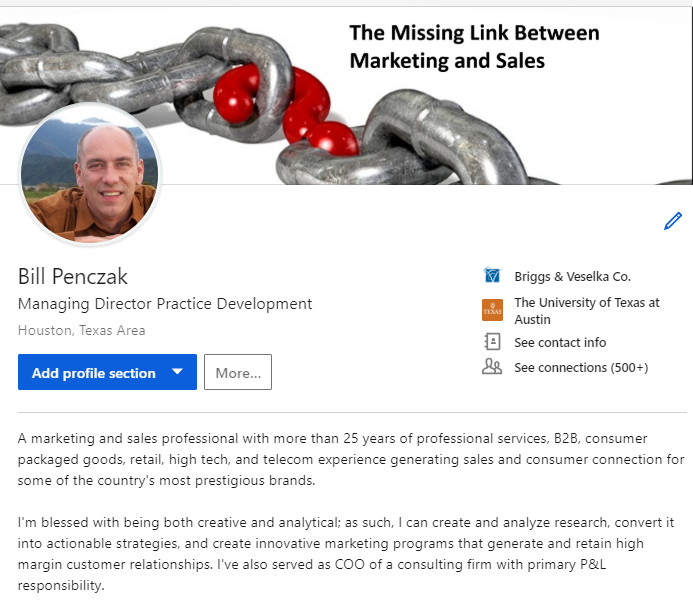 The Missing Link Between
Marketing and Sales
Bill Penczak
Managing Director Practice Development
Houston, Texas Area
Add profile section
More...
Briggs & Veselka Co.
TEXAS
The University of Texas at
Austin
See contact info
See connections (500+)
A marketing and sales professional with more than 25 years of professional services, B2B, consumer
packaged goods, retail, high tech, and telecom experience generating sales and consumer connection for
some of the country's most prestigious brands.
I'm blessed with being both creative and analytical; as such, I can create and analyze research, convert it
into actionable strategies, and create innovative marketing programs that generate and retain high
margin customer relationships. I've also served as COO of a consulting firm with primary P&L
responsibility.